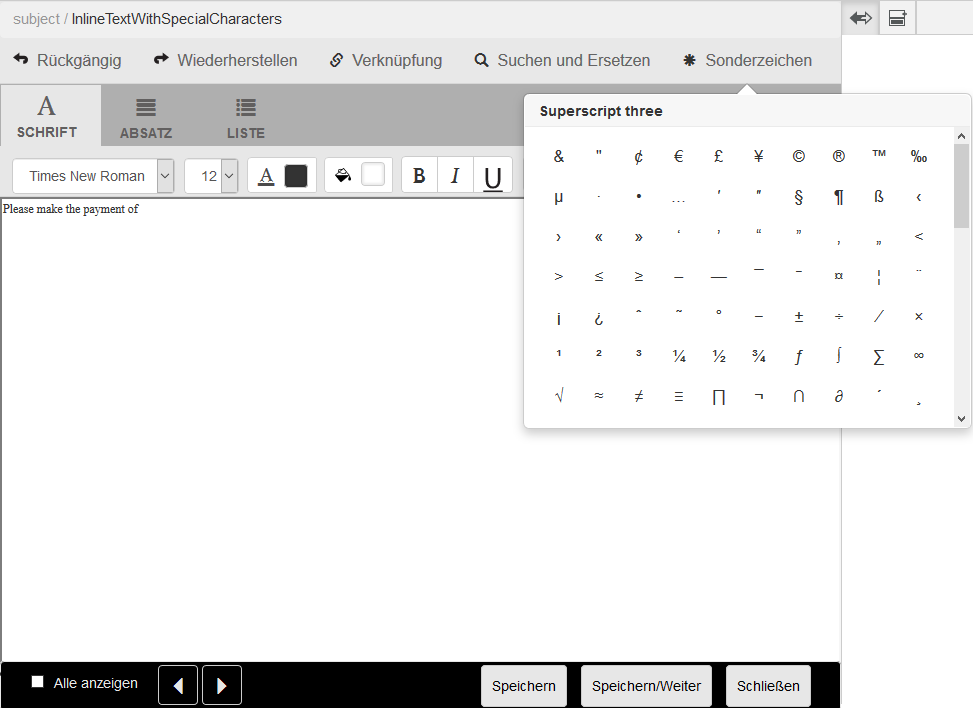 subject / InlineTextWithSpecialCharacters
Rückgängig Wiederherstellen Verknüpfung Suchen und Ersetzen Sonderzeichen
A
SCHRIFT ABSATZ LISTE
Superscript three
Times New Roman 12 A B I U
Please make the payment of
& " ¢ € £ ¥ © ® ™ ‰
µ · • … ′ ″ § ¶ ß ‹
› « » ‘ ’ “ ” ‚ „ <
> ≤ ≥ – — ¯ ‾ ¤ ¦ ¨
¡ ¿ ˆ ˜ ° − ± ÷ ⁄ ×
¹ ² ³ ¼ ½ ¾ ƒ ∫ ∑ ∞
√ ≈ ≠ ≡ ∏ ¬ ∩ ∂ ´ ¸
Alle anzeigen Speichern Speichern/Weiter Schließen